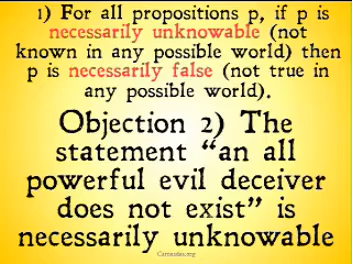 1) For all propositions p, if p is
necessarily unknowable (not
known in any possible world) then
p is necessarily false (not true in
any possible world).
Objection 2) The
statement “an all
powerful evil deceiver
does not exist” is
necessarily unknowable
Carneades.org